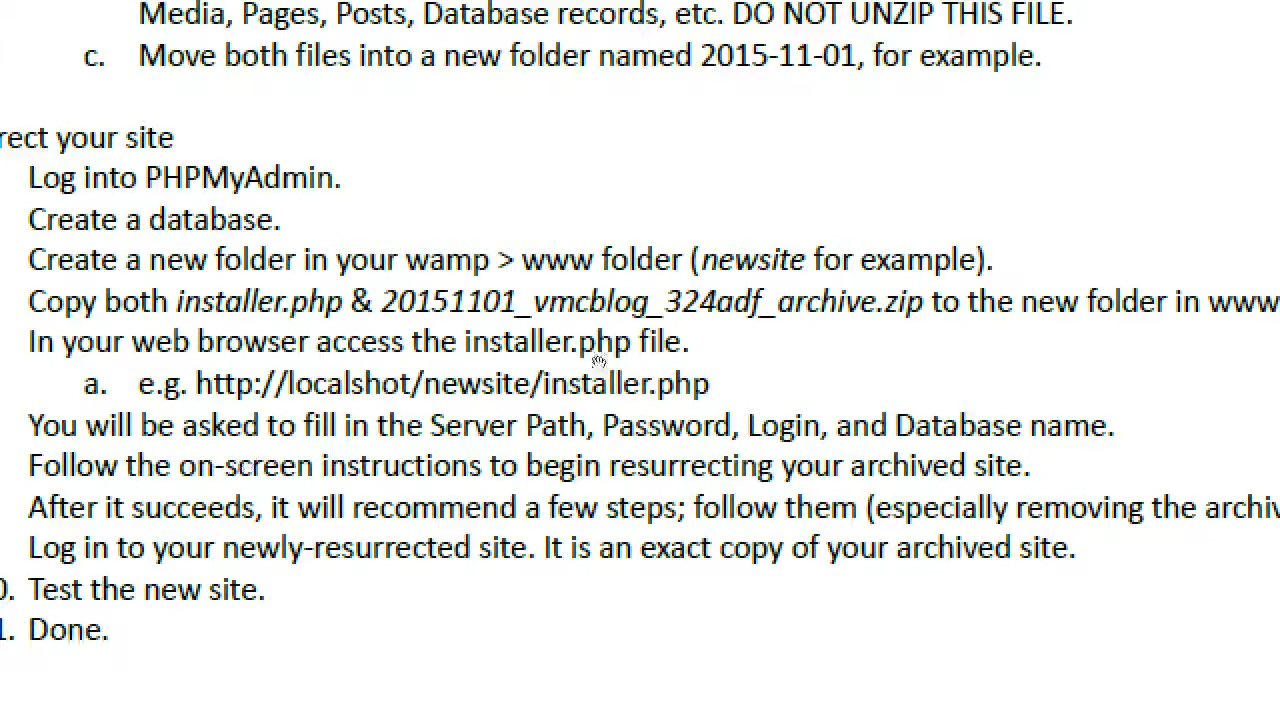 Media, Pages, Posts, Database records, etc. DO NOT UNZIP THIS FILE.
c. Move both files into a new folder named 2015-11-01, for example.
rect your site
Log into PHPMyAdmin.
Create a database.
Create a new folder in your wamp > www folder (newsite for example).
Copy both installer.php & 20151101_vmcblog_324adf_archive.zip to the new folder in www
In your web browser access the installer.php file.
a. e.g. http://localshot/newsite/installer.php
You will be asked to fill in the Server Path, Password, Login, and Database name.
Follow the on-screen instructions to begin resurrecting your archived site.
After it succeeds, it will recommend a few steps; follow them (especially removing the archiv
Log in to your newly-resurrected site. It is an exact copy of your archived site.
0. Test the new site.
1. Done.